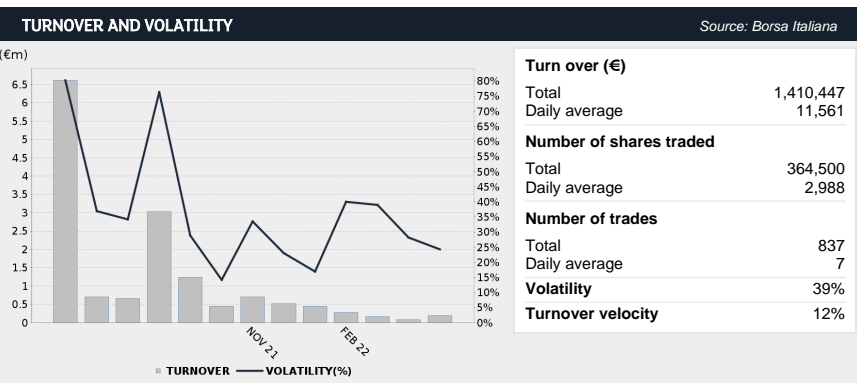 TURNOVER AND VOLATILITY
Source: Borsa Italiana
(€m)
6.5
6
5.5
5
4.5
4
3.5
3
2.5
2
1.5
1
0.5
0
80%
75%
70%
65%
60%
55%
50%
45%
40%
35%
30%
25%
20%
15%
10%
5%
0%
NOV 21
FEB 22
TURNOVER VOLATILITY(%)
Turn over (€)
Total 1,410,447
Daily average 11,561
Number of shares traded
Total 364,500
Daily average 2,988
Number of trades
Total 837
Daily average 7
Volatility 39%
Turnover velocity 12%